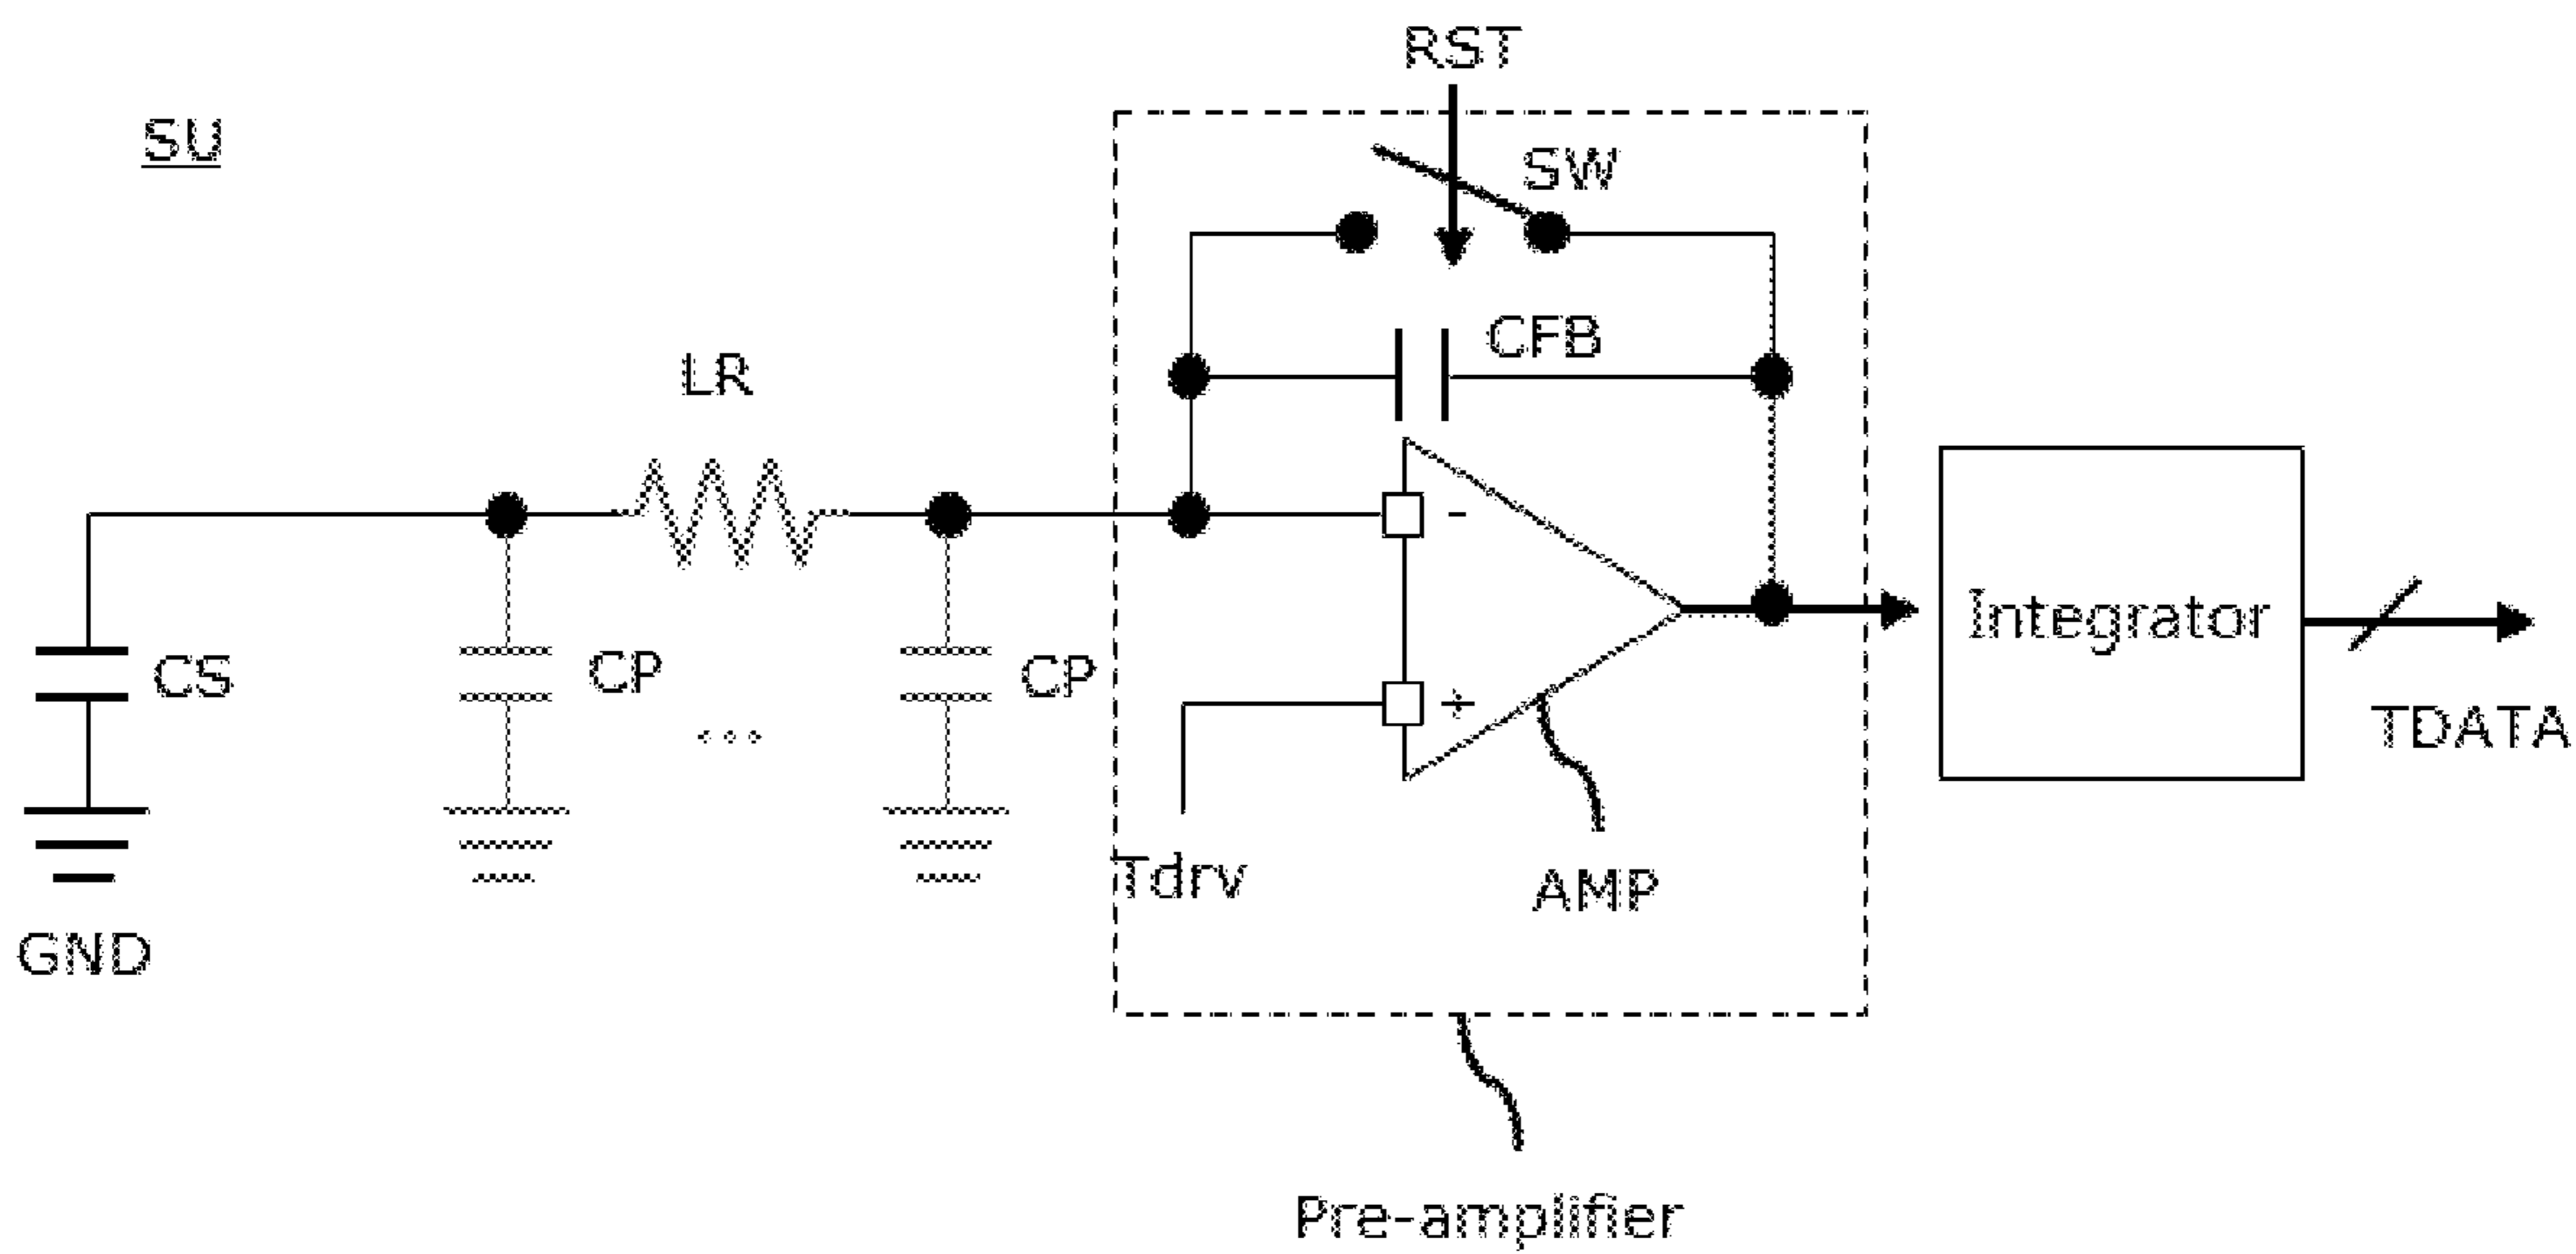 RST
SU
SW
CFB
LR
-
CS
CP
...
CP
+
Integrator
TDATA
Tdrv
AMP
GND
Pre-amplifier